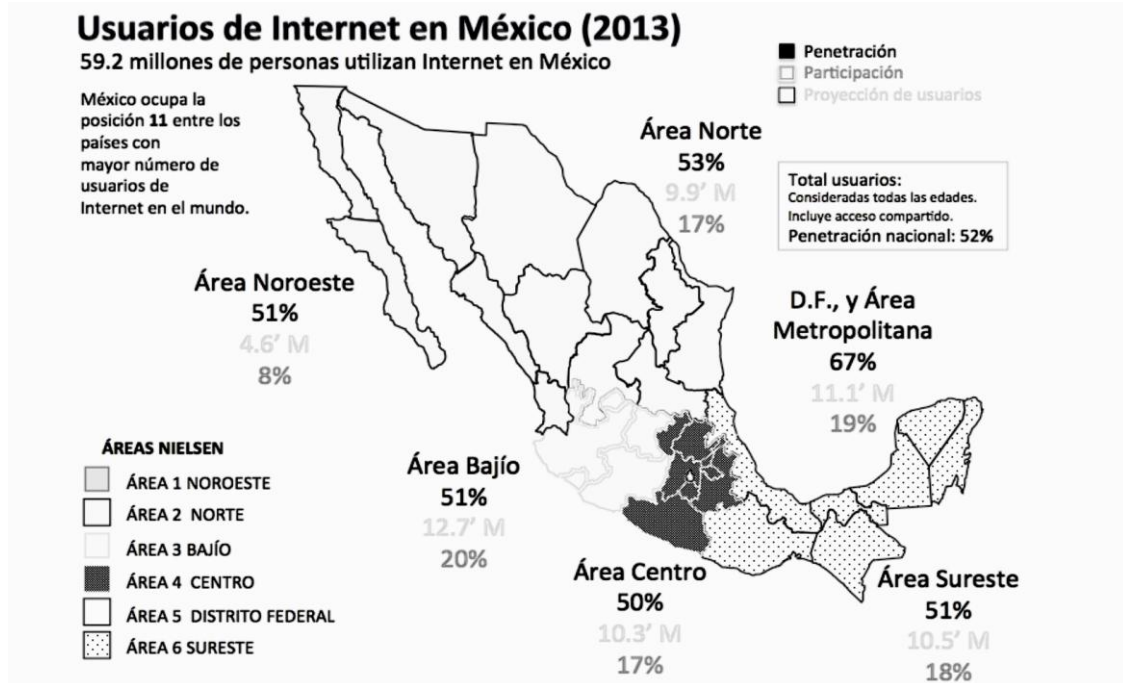 Usuarios de Internet en México (2013)
59.2 millones de personas utilizan Internet en México
México ocupa la
posición 11 entre los
países con
mayor número de
usuarios de
Internet en el mundo.
Penetración
Participación
Proyección de usuarios
Total usuarios:
Consideradas todas las edades.
Incluye acceso compartido.
Penetración nacional: 52%
Área Norte
53%
9.9' M
17%
Área Noroeste
51%
4.6' M
8%
D.F., y Área
Metropolitana
67%
11.1' M
19%
Área Bajío
51%
12.7' M
20%
Área Centro
50%
10.3' M
17%
Área Sureste
51%
10.5' M
18%
ÁREAS NIELSEN
ÁREA 1 NOROESTE
ÁREA 2 NORTE
ÁREA 3 BAJÍO
ÁREA 4 CENTRO
ÁREA 5 DISTRITO FEDERAL
ÁREA 6 SURESTE